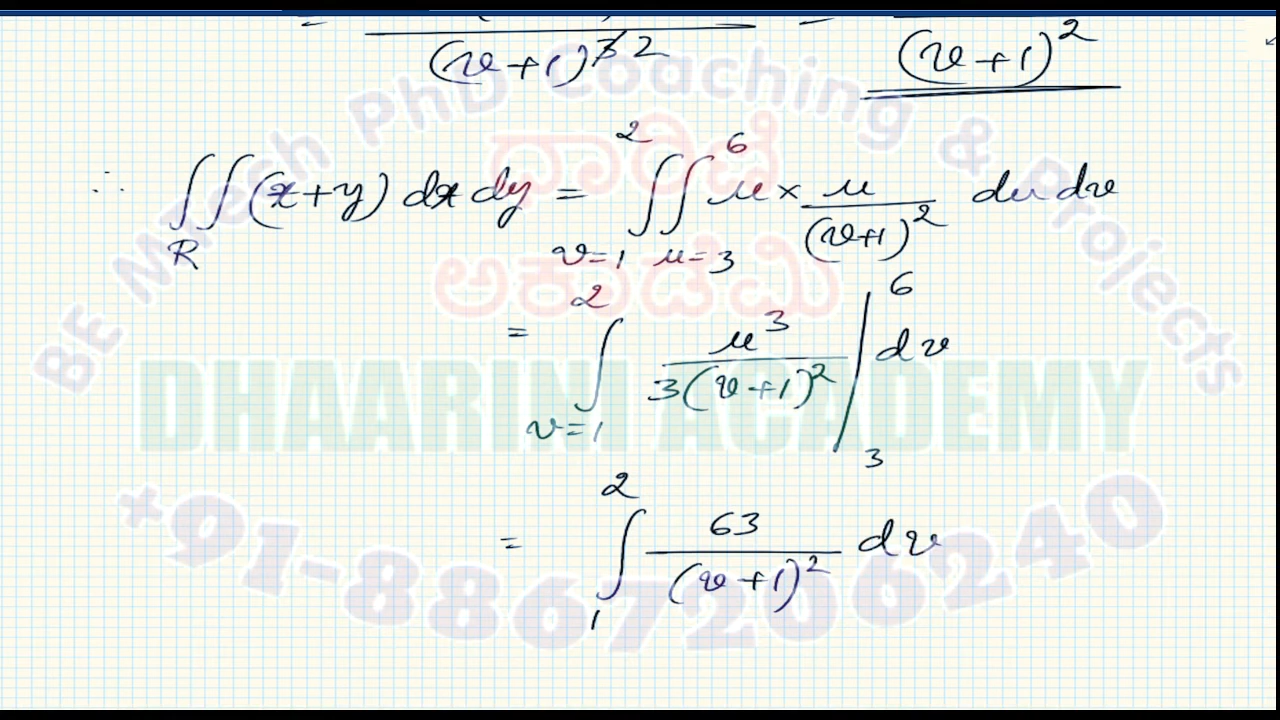 = (v+1)^3̸ 2 = (v+1)^2
∴ ∬_R (x+y) dx dy = ∫_{v=1}^{2} ∫_{u=3}^{6} u × u/(v+1)^2 du dv
= ∫_{v=1}^{2} u^3/3(v+1)^2 |_3^6 dv
= ∫_1^2 63/(v+1)^2 dv
BE Mtech PhD Coaching & Projects
ಧಾರಿಣಿ
ಅಕಾಡೆಮಿ
DHAARINI ACADEMY
+91-8867206240